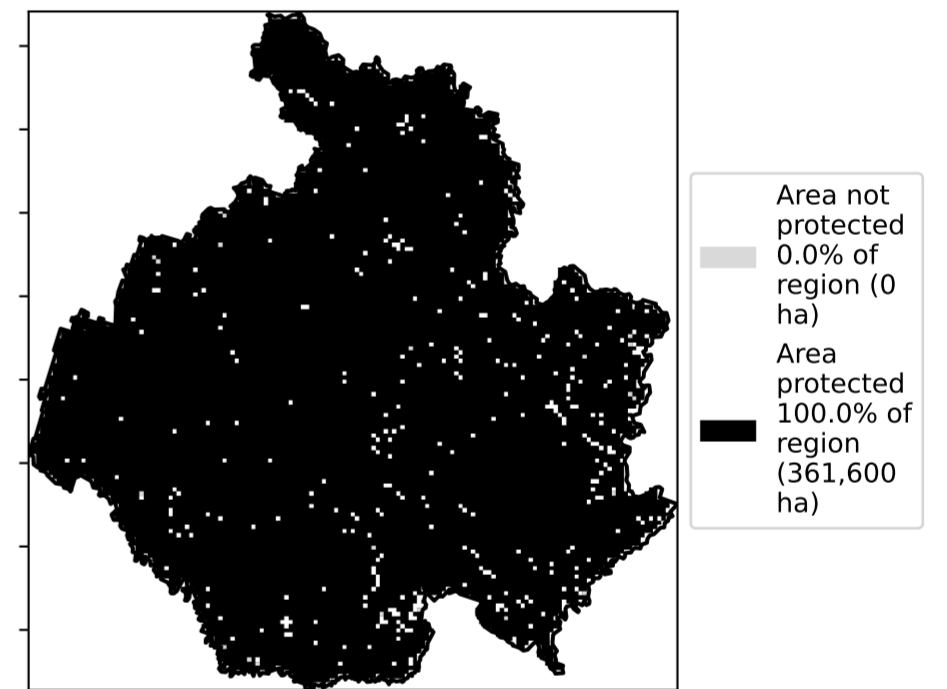 Area not
protected
0.0% of
region (0
ha)
Area
protected
100.0% of
region
(361,600
ha)